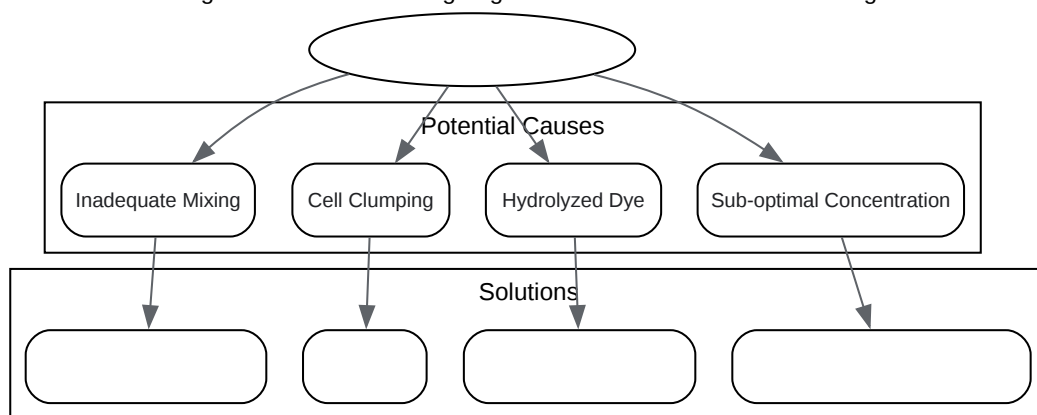 Potential Causes
Inadequate Mixing
Cell Clumping
Hydrolyzed Dye
Sub-optimal Concentration
Solutions